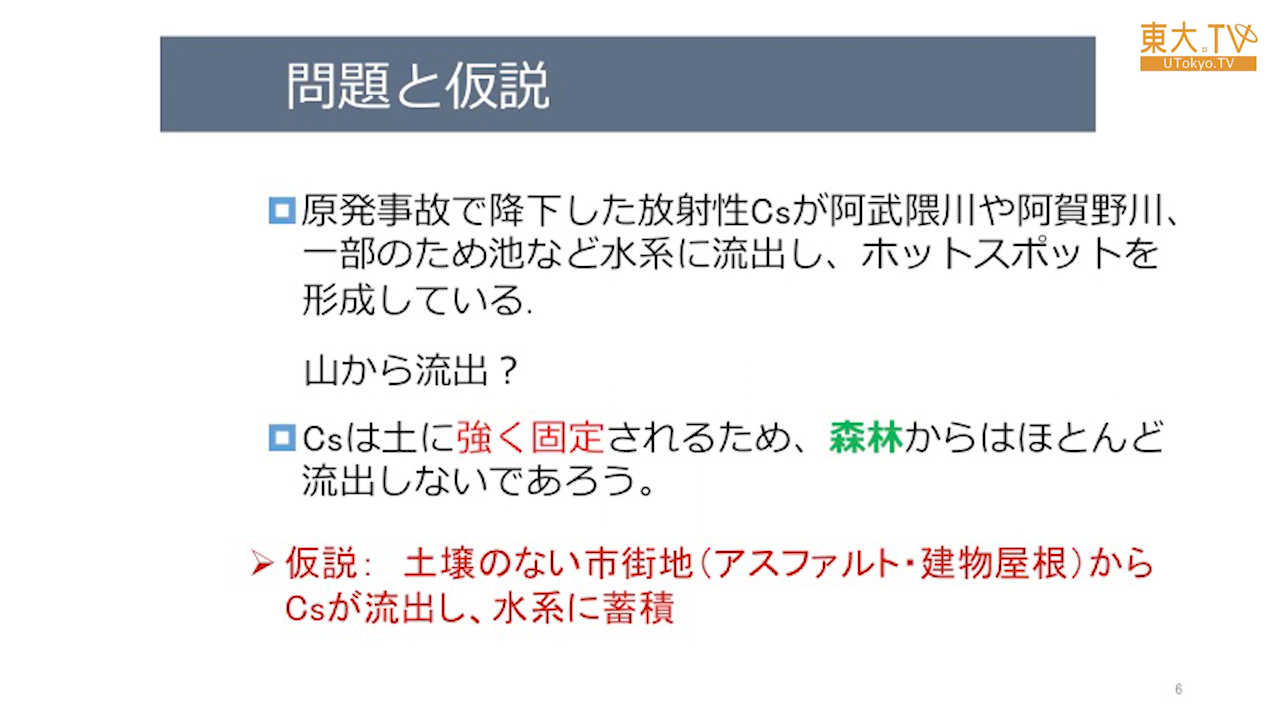 東大.TV
UTokyo.TV
問題と仮説
原発事故で降下した放射性Csが阿武隈川や阿賀野川、
一部のため池など水系に流出し、ホットスポットを
形成している.
山から流出？
Csは土に強く固定されるため、森林からはほとんど
流出しないであろう。
仮説： 土壌のない市街地（アスファルト・建物屋根）から
Csが流出し、水系に蓄積
6